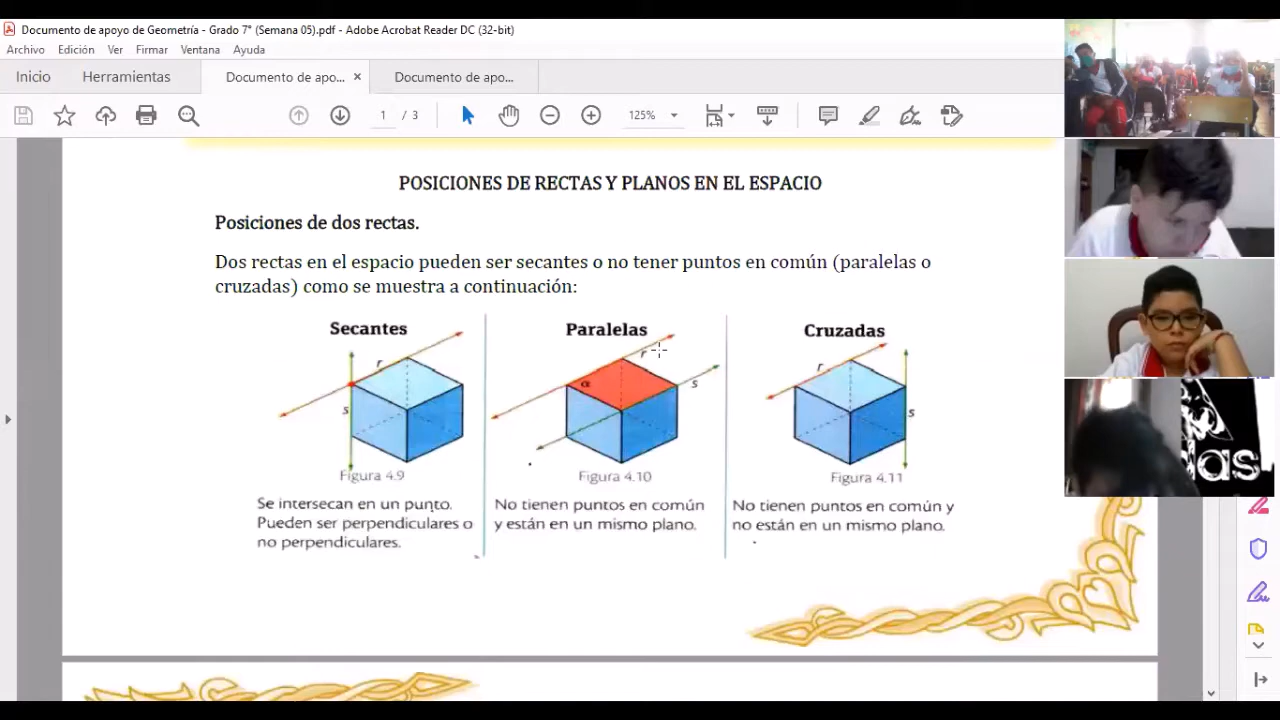 Documento de apoyo de Geometría - Grado 7° (Semana 05).pdf - Adobe Acrobat Reader DC (32-bit)
Archivo Edición Ver Firmar Ventana Ayuda
Inicio Herramientas Documento de apo... × Documento de apo...
1 / 3 125%
POSICIONES DE RECTAS Y PLANOS EN EL ESPACIO
Posiciones de dos rectas.
Dos rectas en el espacio pueden ser secantes o no tener puntos en común (paralelas o
cruzadas) como se muestra a continuación:
Secantes
r
s
Figura 4.9
Se intersecan en un punto.
Pueden ser perpendiculares o
no perpendiculares.
Paralelas
r
α
s
Figura 4.10
No tienen puntos en común
y están en un mismo plano.
Cruzadas
r
s
Figura 4.11
No tienen puntos en común y
no están en un mismo plano.
adidas